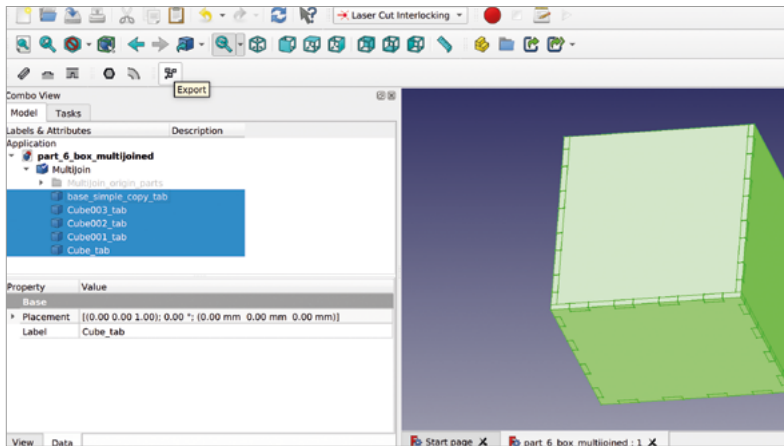 Laser Cut Interlocking
Export
Combo View
Model Tasks
Labels & Attributes Description
Application
part_6_box_multijoined
MultiJoin
Multijoin_origin_parts
base_simple_copy_tab
Cube003_tab
Cube002_tab
Cube001_tab
Cube_tab
Property Value
Base
Placement [(0.00 0.00 1.00); 0.00 °; (0.00 mm 0.00 mm 0.00 mm)]
Label Cube_tab
View Data
Start page
part_6_box_multijoined : 1